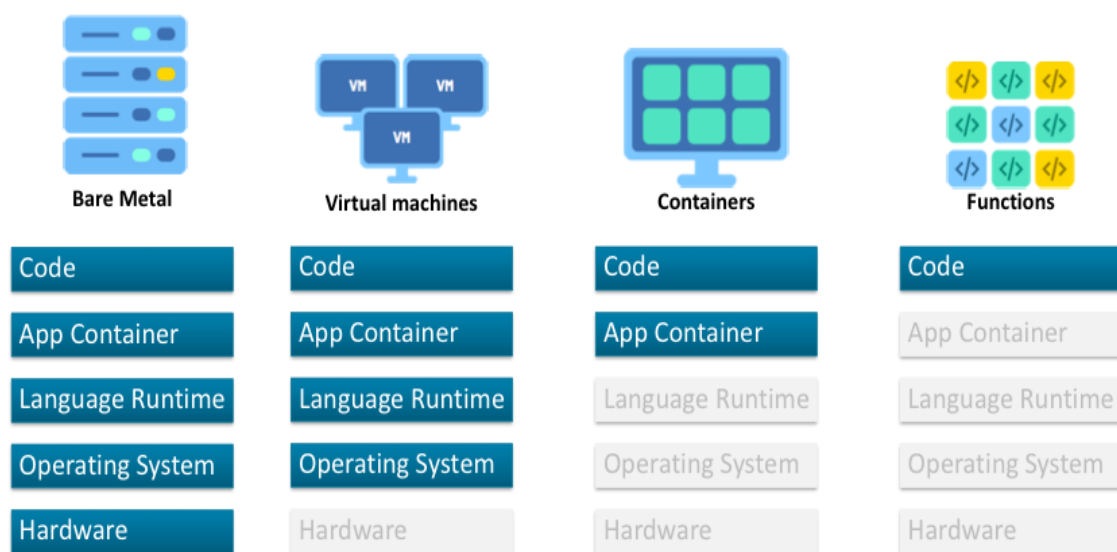 VM
VM
VM
</>
</>
</>
</>
</>
</>
</>
</>
</>
Bare Metal
Virtual machines
Containers
Functions
Code
Code
Code
Code
App Container
App Container
App Container
App Container
Language Runtime
Language Runtime
Language Runtime
Language Runtime
Operating System
Operating System
Operating System
Operating System
Hardware
Hardware
Hardware
Hardware